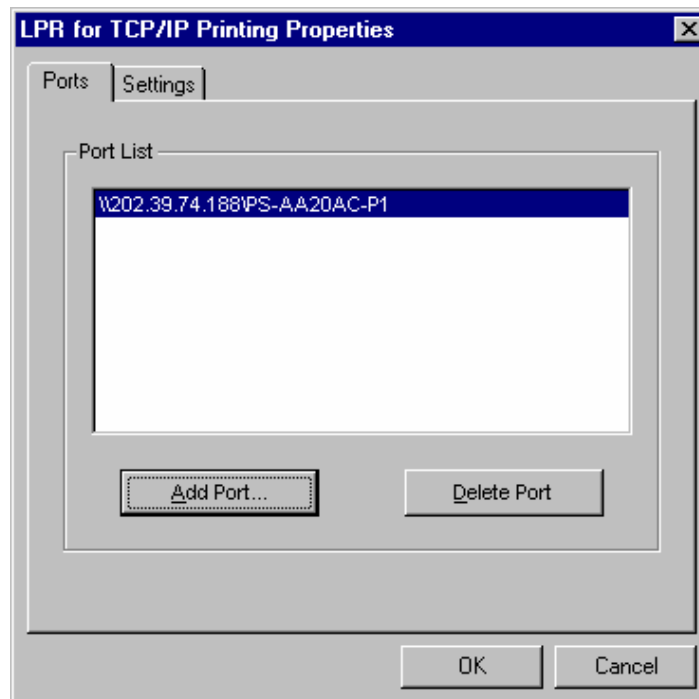 LPR for TCP/IP Printing Properties
Ports Settings
Port List
\\202.39.74.188\PS-AA20AC-P1
Add Port... Delete Port
OK Cancel